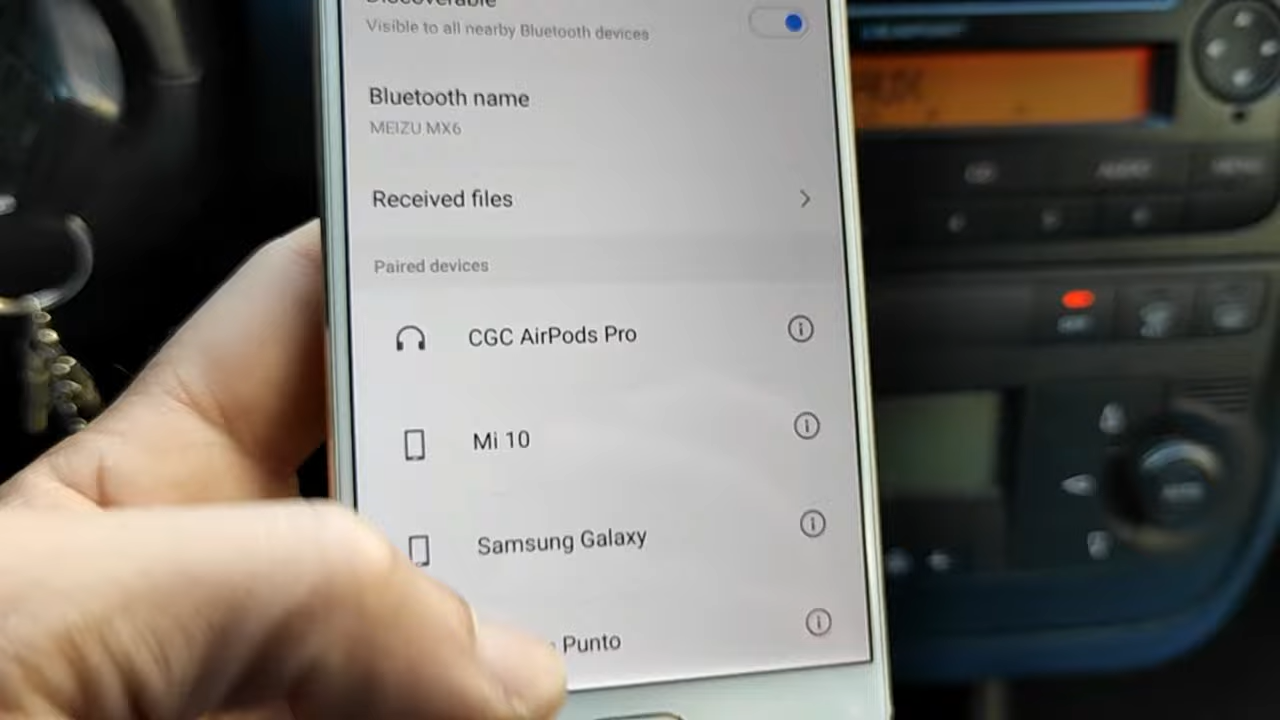 Discoverable
Visible to all nearby Bluetooth devices
Bluetooth name
MEIZU MX6
Received files
Paired devices
CGC AirPods Pro
Mi 10
Samsung Galaxy
Punto